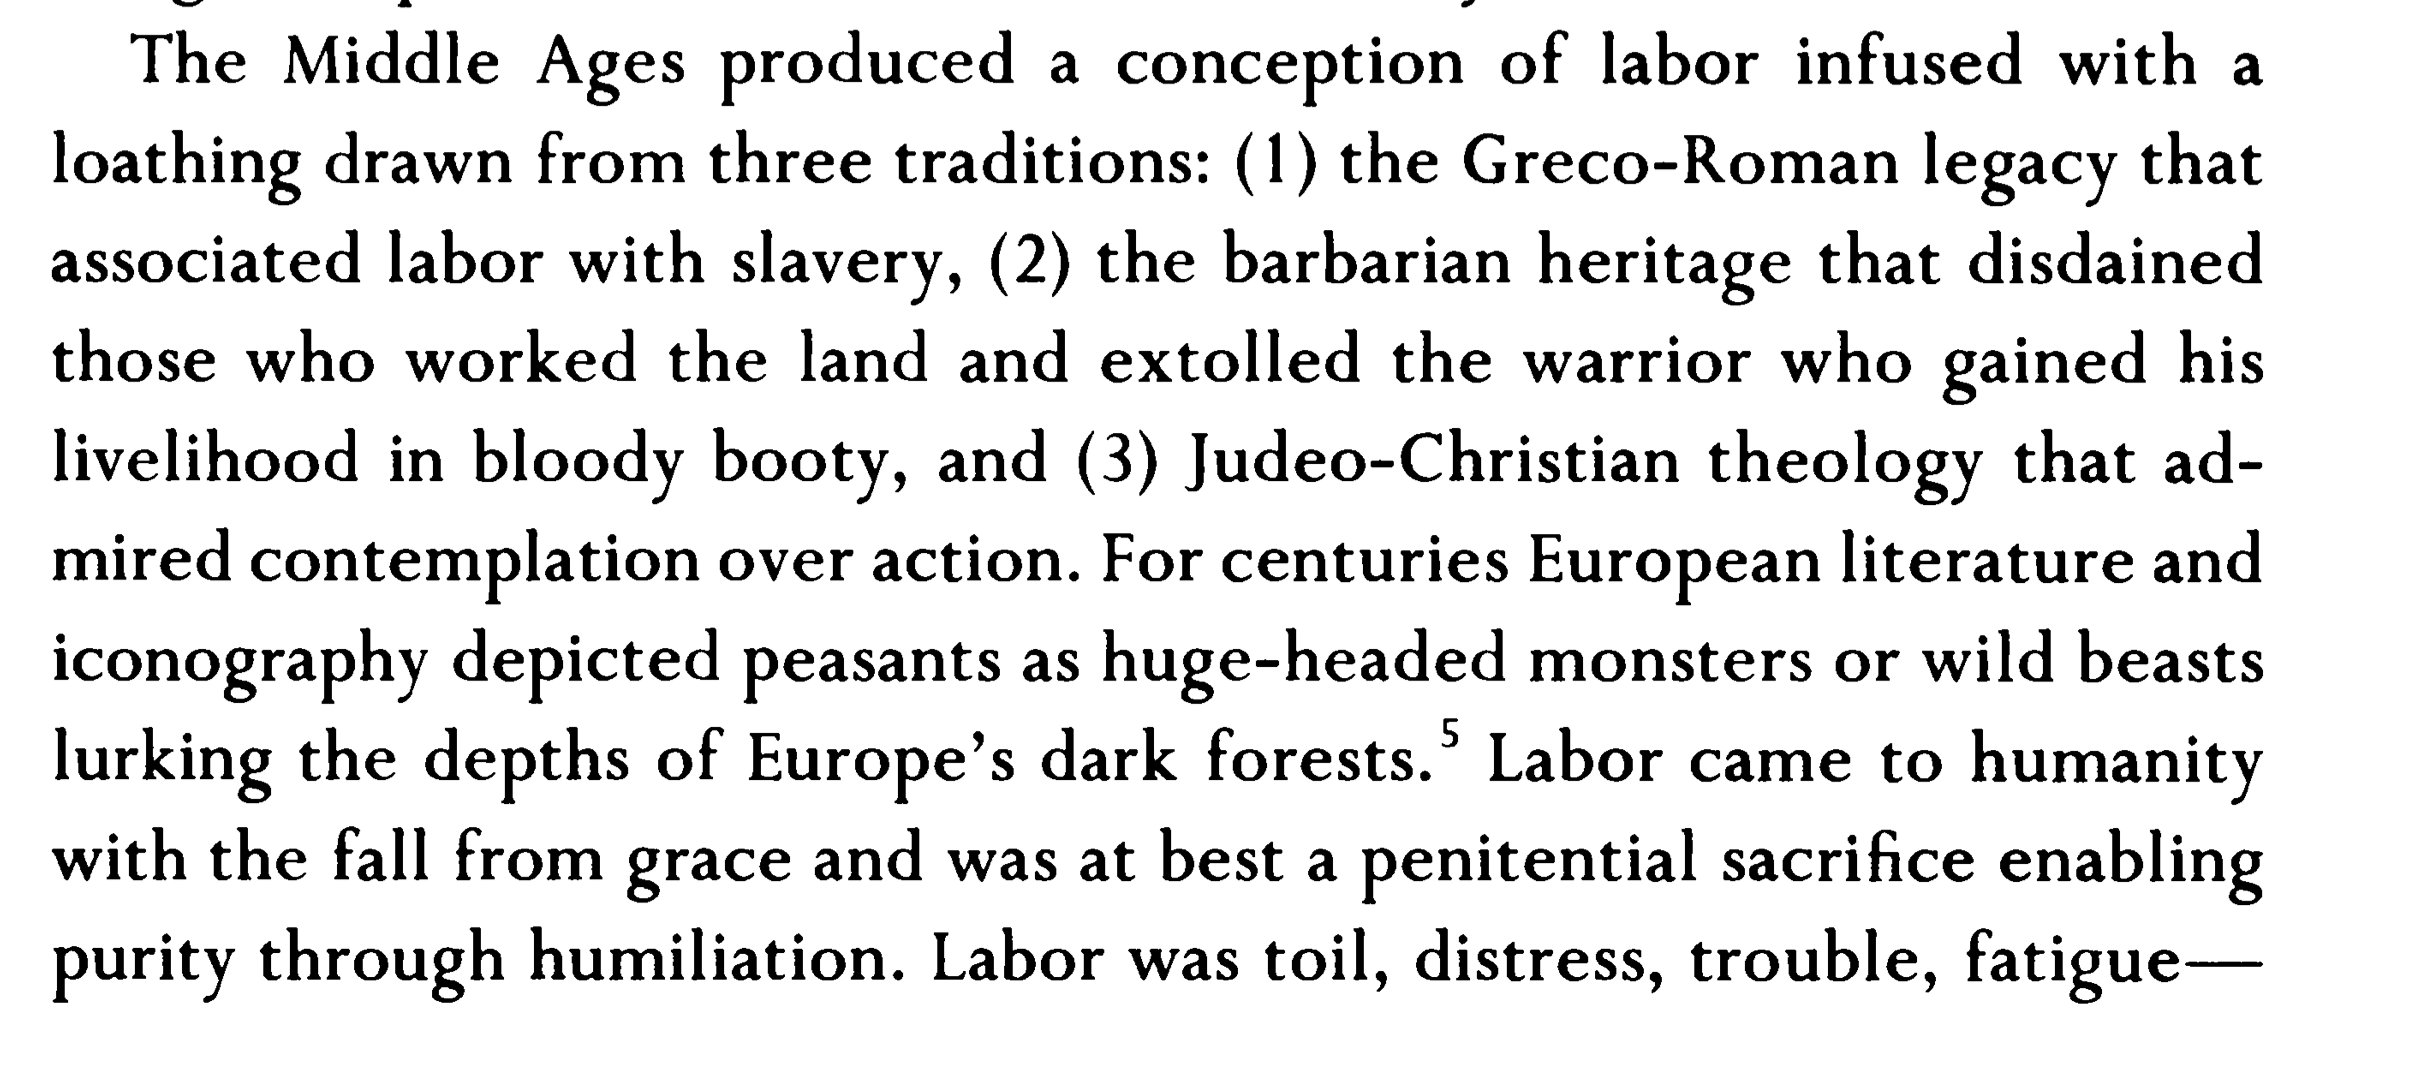 The Middle Ages produced a conception of labor infused with a
loathing drawn from three traditions: (1) the Greco-Roman legacy that
associated labor with slavery, (2) the barbarian heritage that disdained
those who worked the land and extolled the warrior who gained his
livelihood in bloody booty, and (3) Judeo-Christian theology that ad-
mired contemplation over action. For centuries European literature and
iconography depicted peasants as huge-headed monsters or wild beasts
lurking the depths of Europe's dark forests.⁵ Labor came to humanity
with the fall from grace and was at best a penitential sacrifice enabling
purity through humiliation. Labor was toil, distress, trouble, fatigue—